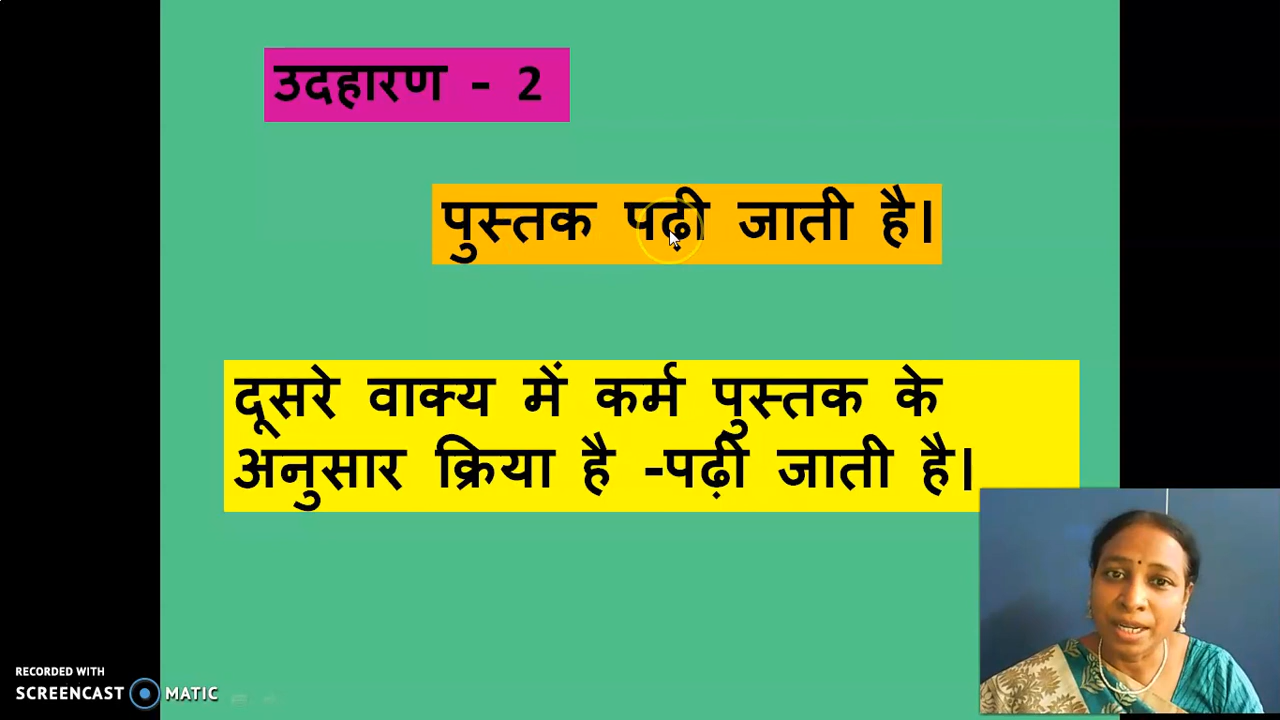 उदहारण - 2
पुस्तक पढ़ी जाती है।
दूसरे वाक्य में कर्म पुस्तक के
अनुसार क्रिया है -पढ़ी जाती है।
RECORDED WITH
SCREENCAST MATIC